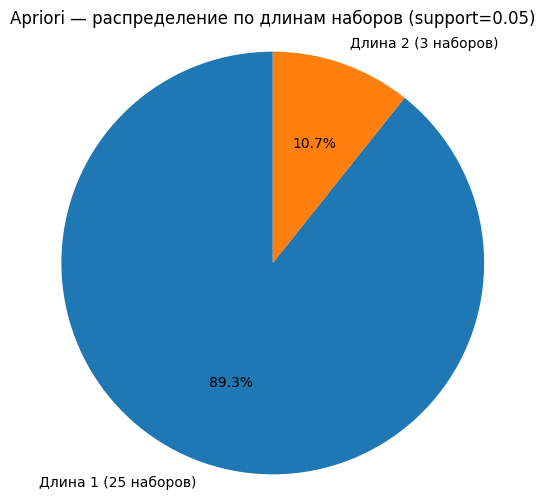 Apriori — распределение по длинам наборов (support=0.05)
Длина 2 (3 наборов)
10.7%
89.3%
Длина 1 (25 наборов)